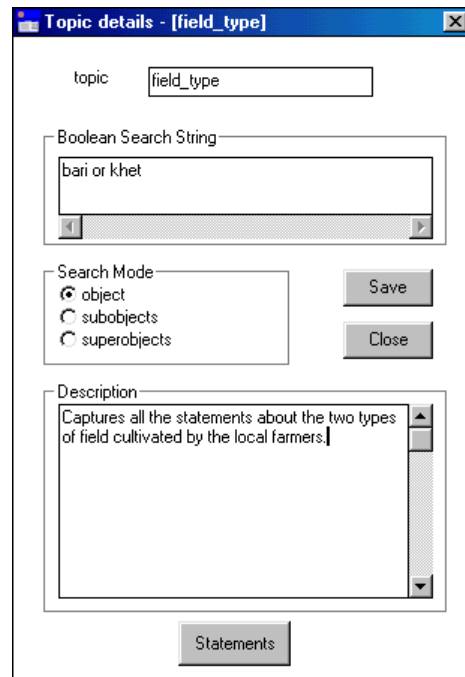 Topic details - [field_type]
topic
field_type
Boolean Search String
bari or khet
Search Mode
object
subobjects
superobjects
Save
Close
Description
Captures all the statements about the two types
of field cultivated by the local farmers.
Statements